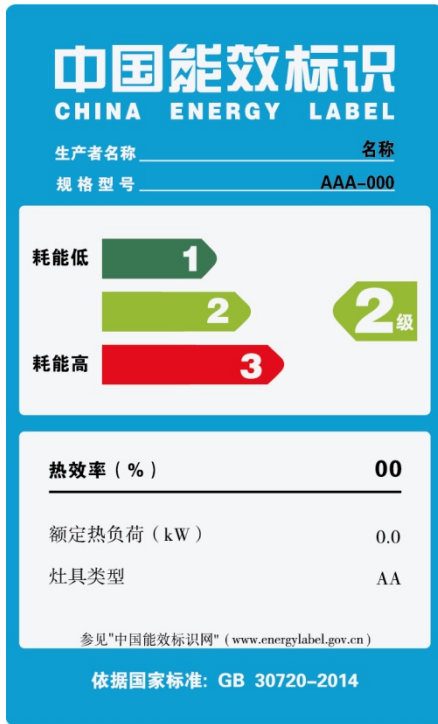 中国能效标识
CHINA ENERGY LABEL
生产者名称 名称
规格型号 AAA-000
耗能低 1
2 2级
耗能高 3
热效率（%） 00
额定热负荷（kW） 0.0
灶具类型 AA
参见"中国能效标识网"（www.energylabel.gov.cn）
依据国家标准: GB 30720-2014